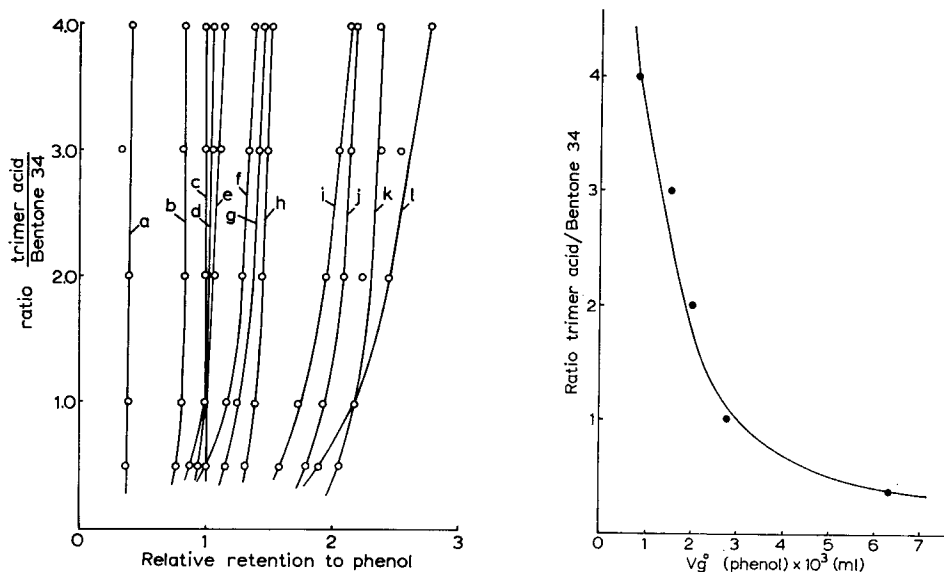 4.0
3.0
2.0
1.0
0
ratio trimer acid
Bentone 34
a
b
c
d
e
f
g
h
i
j
k
l
0 1 2 3
Relative retention to phenol
4
3
2
1
Ratio trimer acid/Bentone 34
0 1 2 3 4 5 6 7
Vg° (phenol) × 10³ (ml)